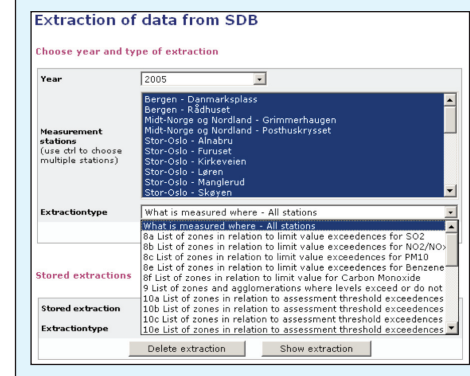 Extraction of data from SDB
Choose year and type of extraction
Year
2005
Measurement stations
(use ctrl to choose multiple stations)
Bergen - Danmarksplass
Bergen - Rådhuset
Midt-Norge og Nordland - Grimmerhaugen
Midt-Norge og Nordland - Posthuskrysset
Stor-Oslo - Alnabru
Stor-Oslo - Furuset
Stor-Oslo - Kirkeveien
Stor-Oslo - Løren
Stor-Oslo - Manglerud
Stor-Oslo - Skøyen
Extractiontype
What is measured where - All stations
What is measured where - All stations
8a List of zones in relation to limit value exceedences for SO2
8b List of zones in relation to limit value exceedences for NO2/NOx
8c List of zones in relation to limit value exceedences for PM10
8e List of zones in relation to limit value exceedences for Benzene
8f List of zones in relation to limit value for Carbon Monoxide
9 List of zones and agglomerations where levels exceed or do not
10a List of zones in relation to assessment threshold exceedences
10b List of zones in relation to assessment threshold exceedences
10c List of zones in relation to assessment threshold exceedences
10e List of zones in relation to assessment threshold exceedences
Stored extractions
Stored extraction
Extractiontype
Delete extraction
Show extraction